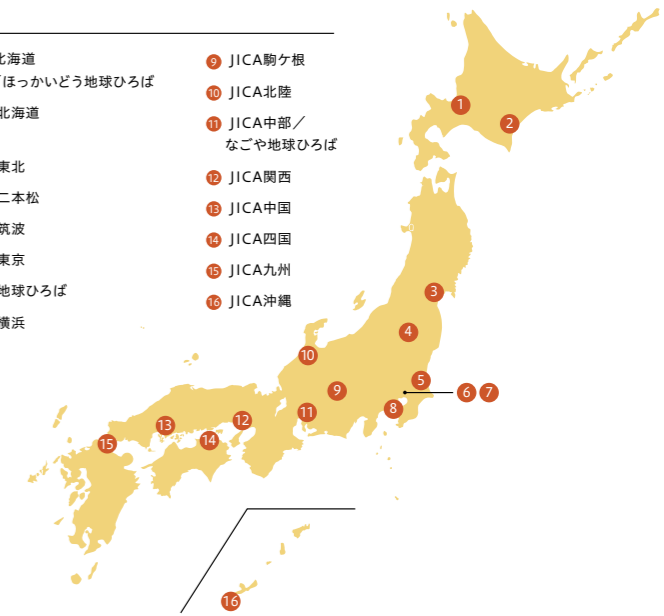 北海道
ほっかいどう地球ひろば
北海道
東北
二本松
筑波
東京
地球ひろば
横浜
9 JICA駒ケ根
10 JICA北陸
11 JICA中部／
なごや地球ひろば
12 JICA関西
13 JICA中国
14 JICA四国
15 JICA九州
16 JICA沖縄
1
2
3
4
10
5
9
6 7
8
11
12
13
14
15
16